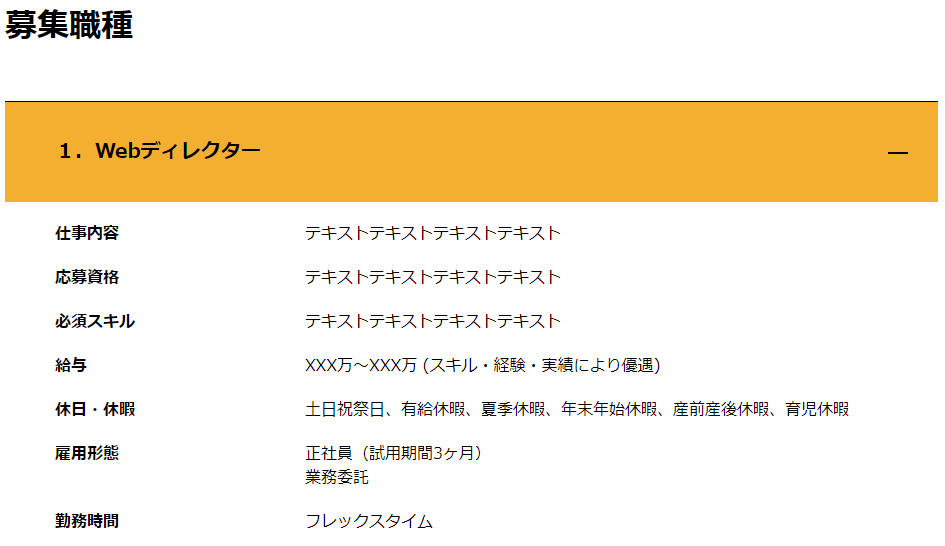 募集職種
１．Webディレクター
仕事内容 テキストテキストテキストテキスト
応募資格 テキストテキストテキストテキスト
必須スキル テキストテキストテキストテキスト
給与 XXX万～XXX万 (スキル・経験・実績により優遇)
休日・休暇 土日祝祭日、有給休暇、夏季休暇、年末年始休暇、産前産後休暇、育児休暇
雇用形態 正社員（試用期間3ヶ月）
業務委託
勤務時間 フレックスタイム